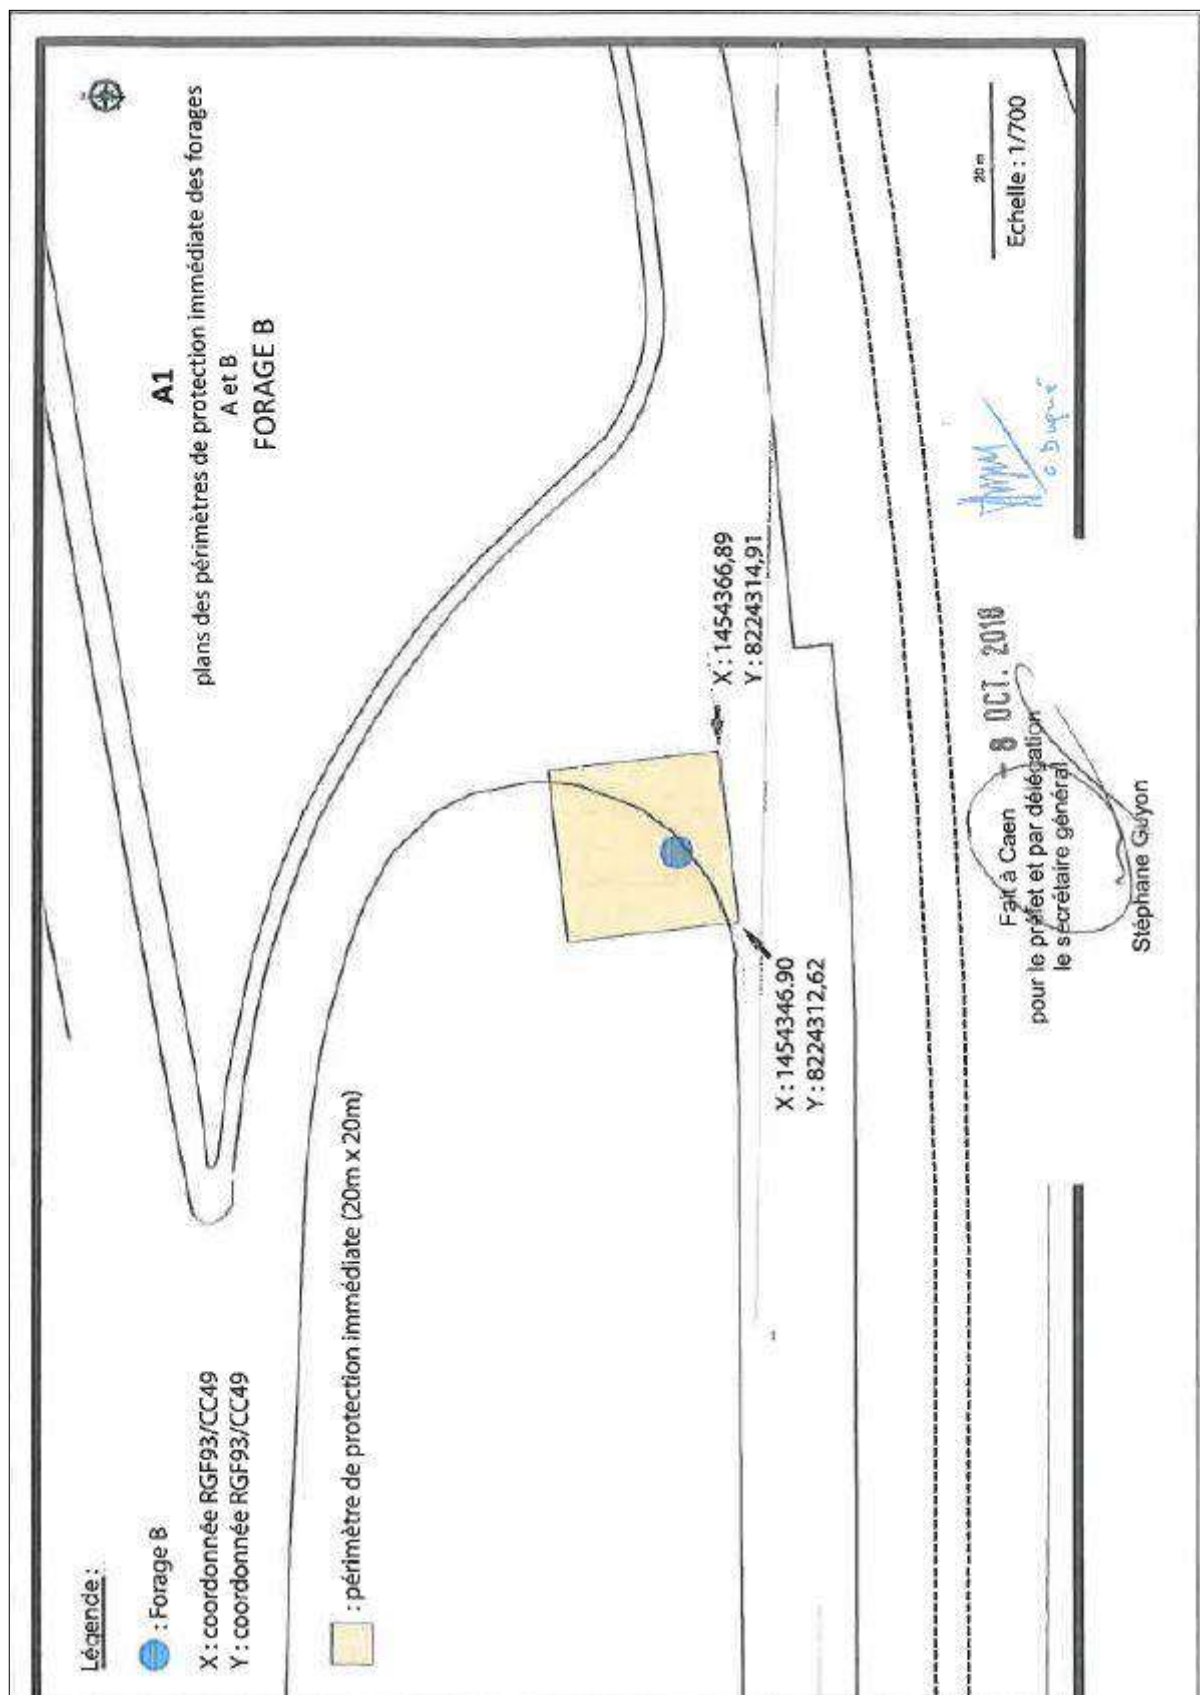 A1
plans des périmètres de protection immédiate des forages
A et B
FORAGE B
Légende :
: Forage B
X : coordonnée RGF93/CC49
Y : coordonnée RGF93/CC49
: périmètre de protection immédiate (20m x 20m)
X : 1454366,89
Y : 8224314,91
X : 1454346.90
Y : 8224312,62
20 m
Echelle : 1/700
C Dugué
Fait à Caen - 8 OCT. 2018
pour le préfet et par délégation
le secrétaire général
Stéphane Guyon